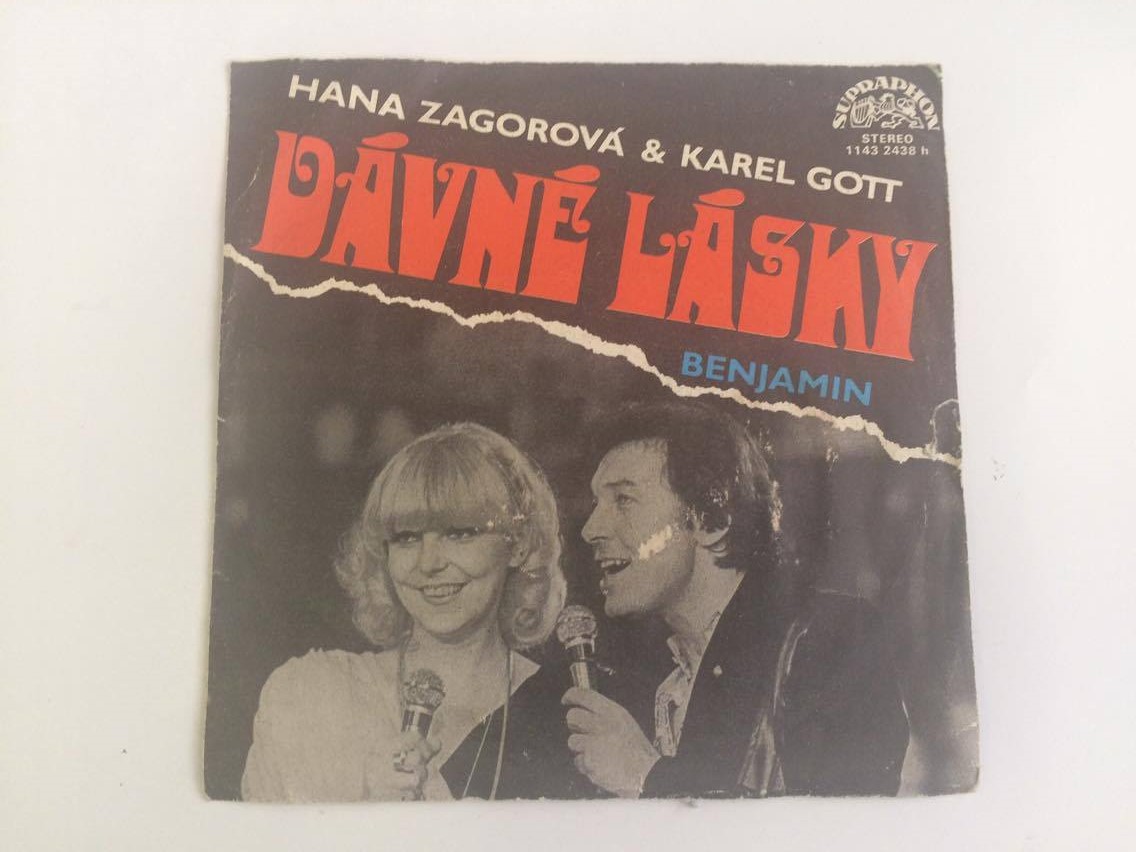 HANA ZAGOROVÁ & KAREL GOTT
SUPRAPHON
STEREO
1143 2438 h
DÁVNÉ LÁSKY
BENJAMIN